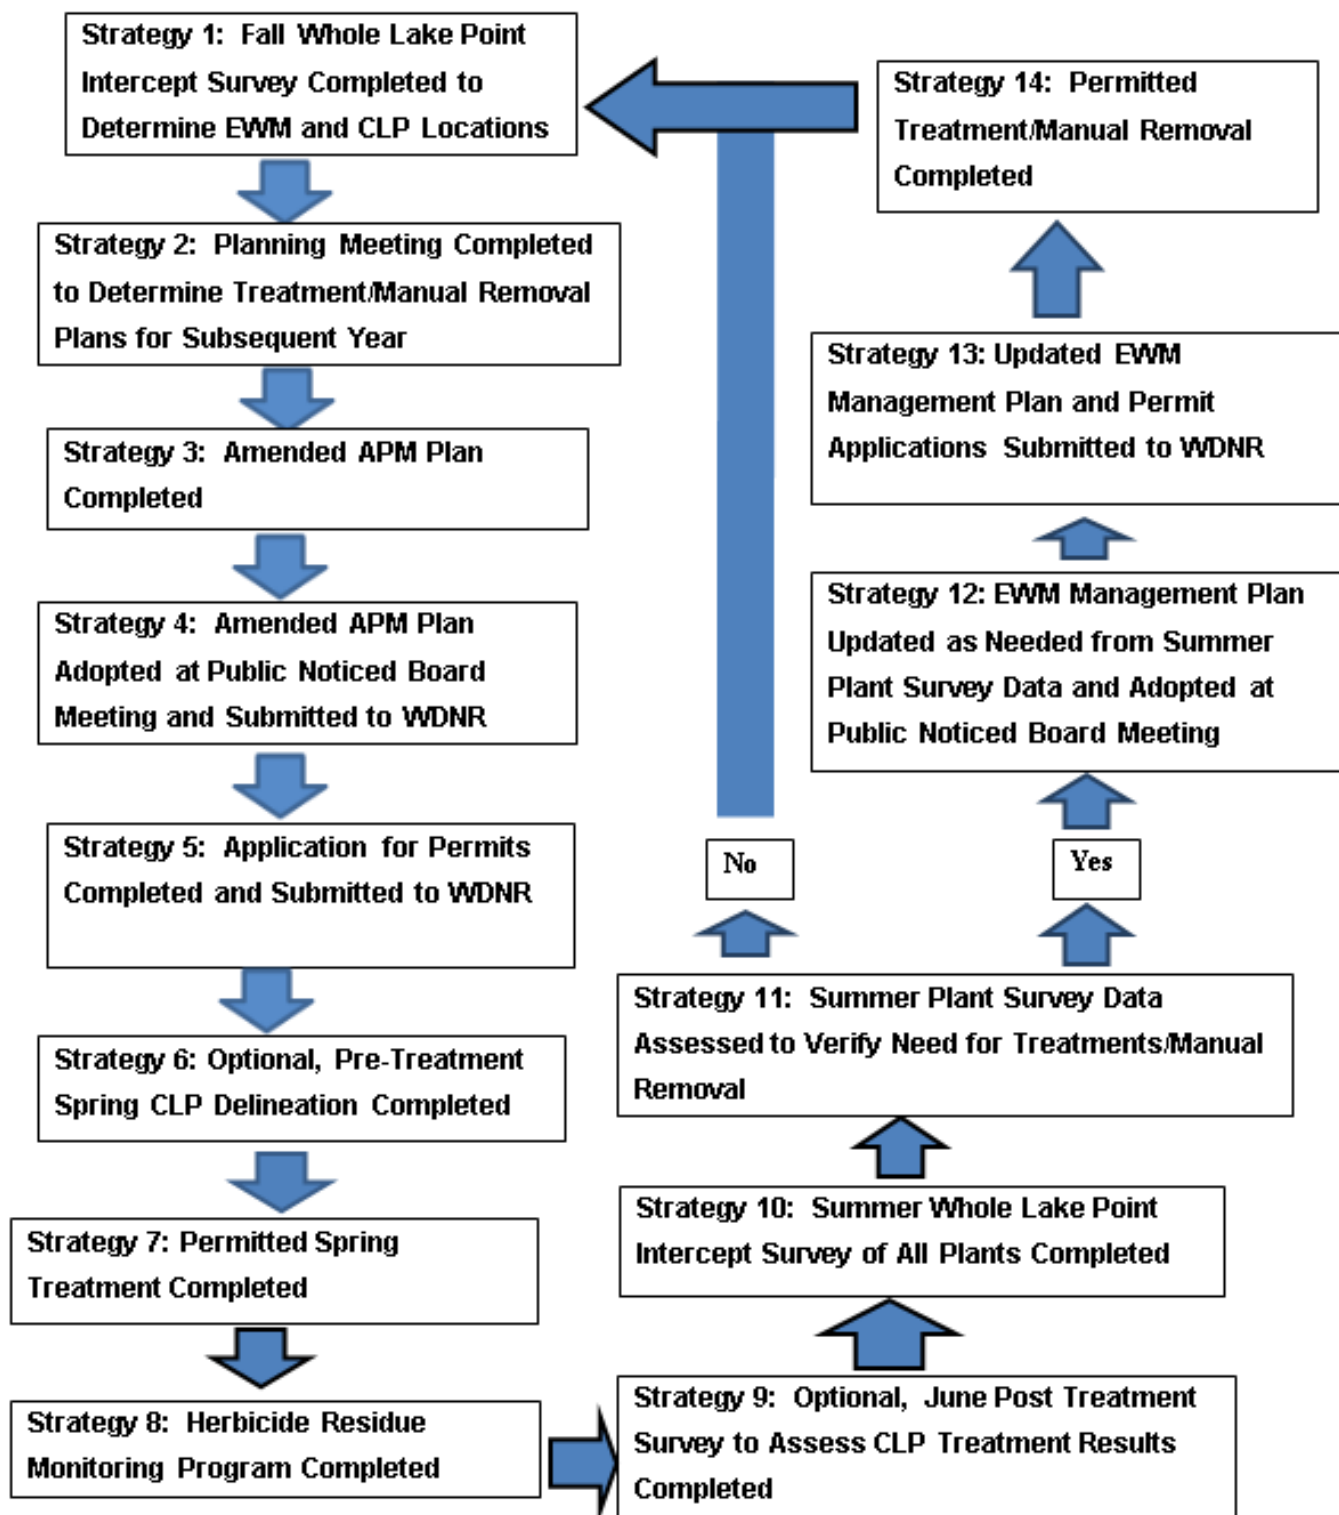 Strategy 1: Fall Whole Lake Point
Intercept Survey Completed to
Determine EWM and CLP Locations
Strategy 2: Planning Meeting Completed
to Determine Treatment/Manual Removal
Plans for Subsequent Year
Strategy 3: Amended APM Plan
Completed
Strategy 4: Amended APM Plan
Adopted at Public Noticed Board
Meeting and Submitted to WDNR
Strategy 5: Application for Permits
Completed and Submitted to WDNR
Strategy 6: Optional, Pre-Treatment
Spring CLP Delineation Completed
Strategy 7: Permitted Spring
Treatment Completed
Strategy 8: Herbicide Residue
Monitoring Program Completed
Strategy 9: Optional, June Post Treatment
Survey to Assess CLP Treatment Results
Completed
Strategy 10: Summer Whole Lake Point
Intercept Survey of All Plants Completed
Strategy 11: Summer Plant Survey Data
Assessed to Verify Need for Treatments/Manual
Removal
No
Yes
Strategy 12: EWM Management Plan
Updated as Needed from Summer
Plant Survey Data and Adopted at
Public Noticed Board Meeting
Strategy 13: Updated EWM
Management Plan and Permit
Applications Submitted to WDNR
Strategy 14: Permitted
Treatment/Manual Removal
Completed